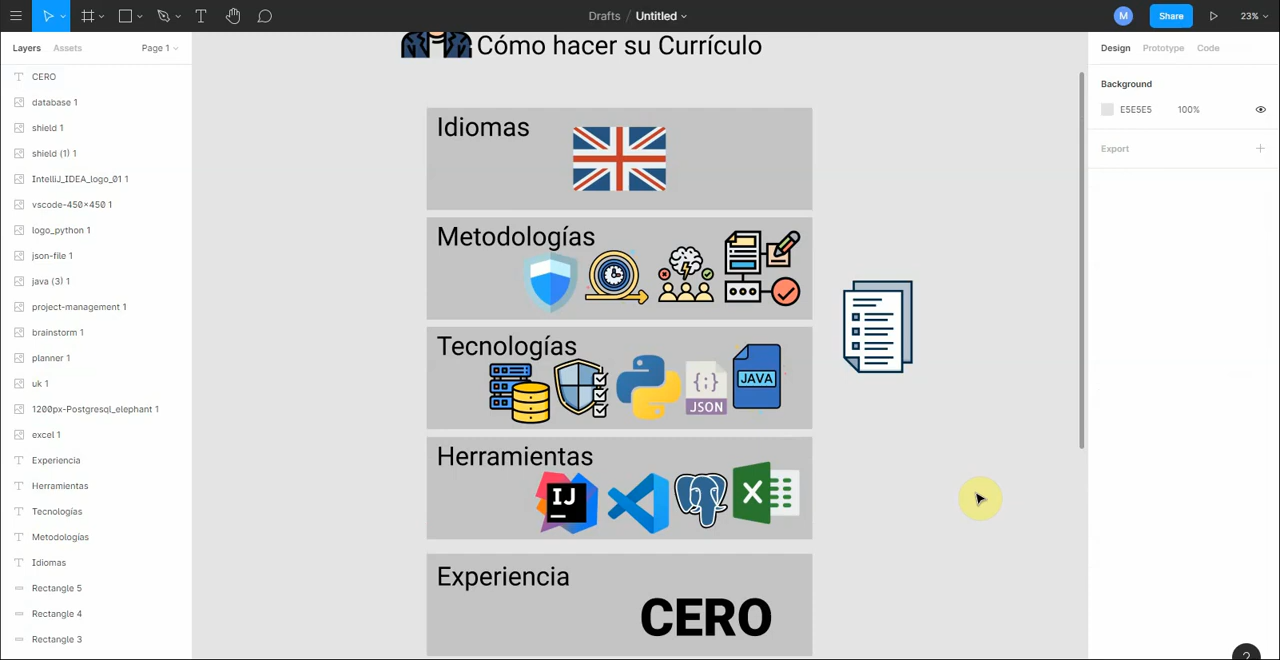 Drafts / Untitled
M
Share
23%
Layers
Assets
Page 1
Design
Prototype
Code
CERO
database 1
shield 1
shield (1) 1
IntelliJ_IDEA_logo_01 1
vscode-450x450 1
logo_python 1
json-file 1
java (3) 1
project-management 1
brainstorm 1
planner 1
uk 1
1200px-Postgresql_elephant 1
excel 1
Experiencia
Herramientas
Tecnologías
Metodologías
Idiomas
Rectangle 5
Rectangle 4
Rectangle 3
Cómo hacer su Currículo
Idiomas
Metodologías
Tecnologías
{;}
JSON
JAVA
Herramientas
IJ
X
Experiencia
CERO
Background
E5E5E5
100%
Export
?